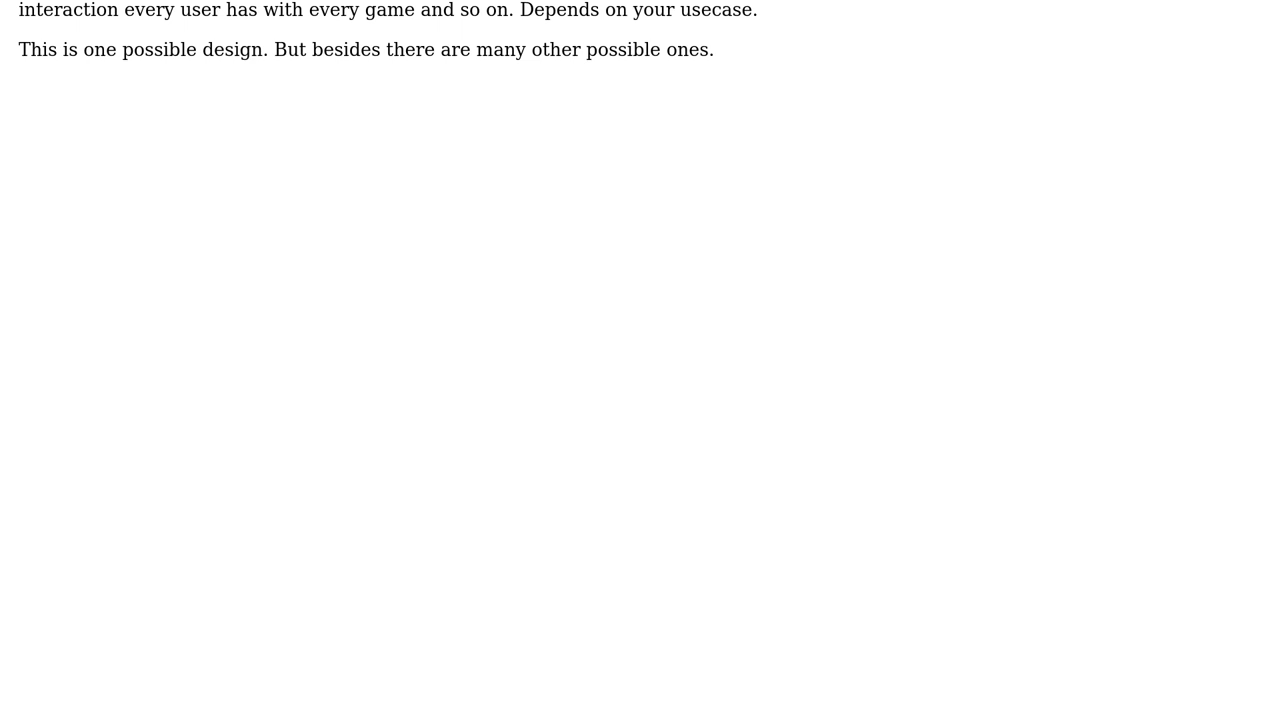 interaction every user has with every game and so on. Depends on your usecase.
This is one possible design. But besides there are many other possible ones.